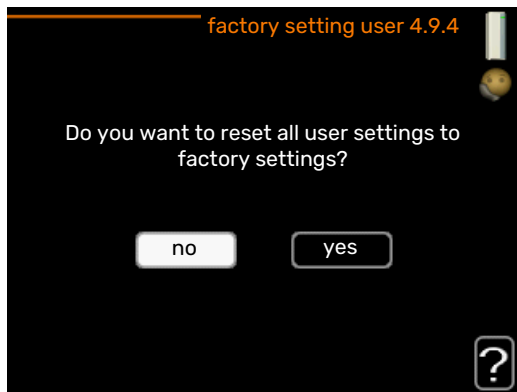 factory setting user 4.9.4
Do you want to reset all user settings to
factory settings?
no
yes
?